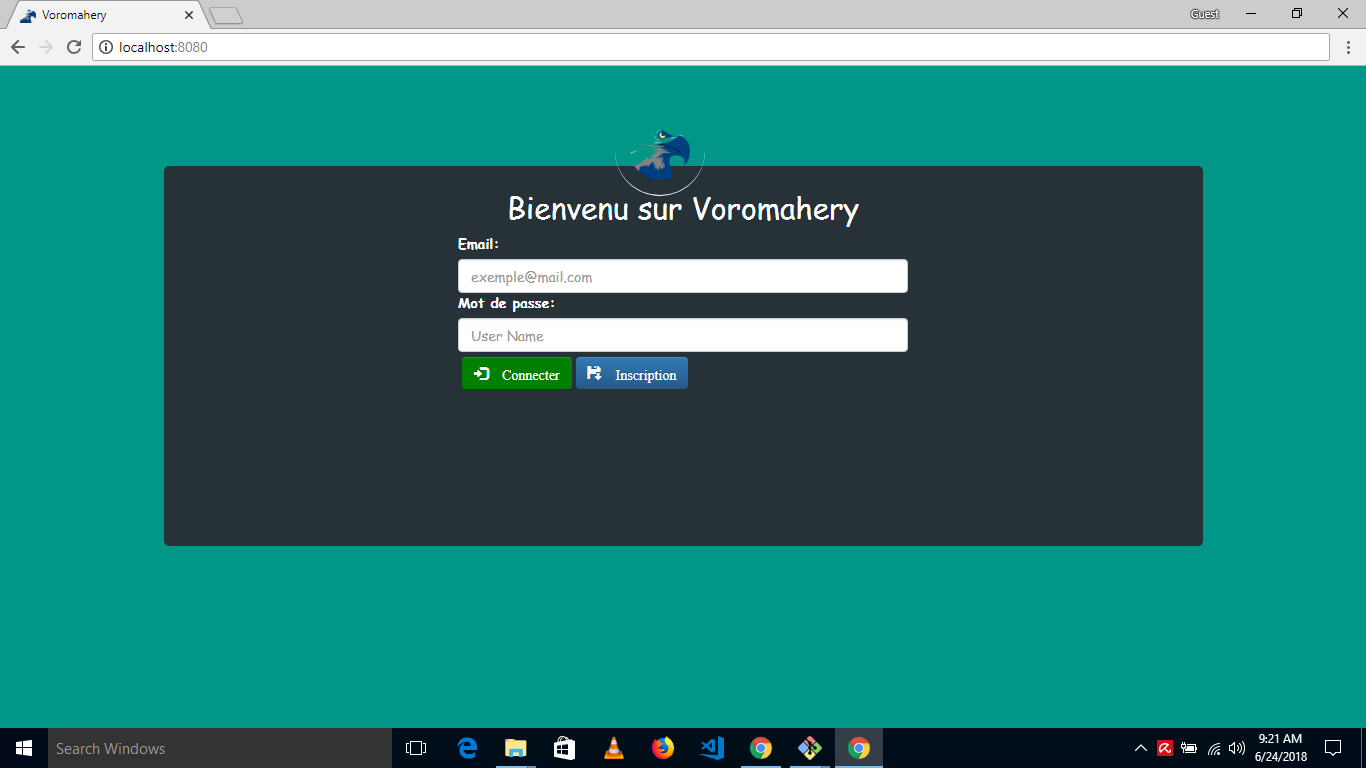 Voromahery
Guest
localhost:8080
Bienvenu sur Voromahery
Email:
exemple@mail.com
Mot de passe:
User Name
Connecter Inscription
Search Windows
9:21 AM
6/24/2018